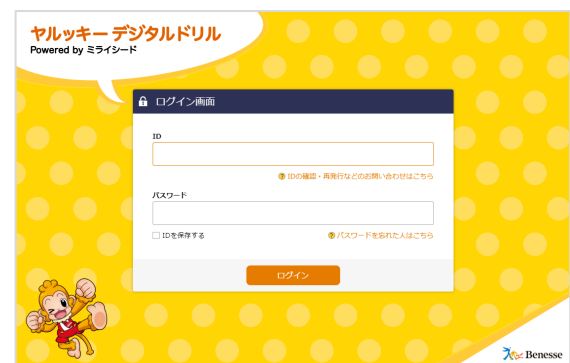 ヤルッキー デジタルドリル
Powered by ミライシード
ログイン画面
ID
IDの確認・再発行などのお問い合わせはこちら
パスワード
IDを保存する
パスワードを忘れた人はこちら
ログイン
Benesse